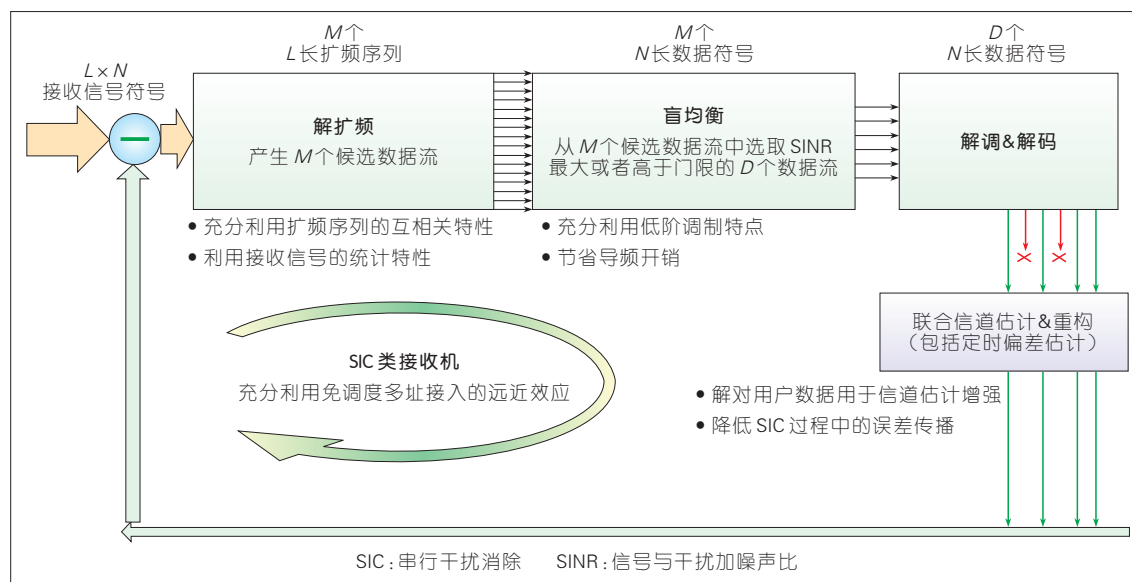 M个
L长扩频序列
M个
N长数据符号
D个
N长数据符号
L×N
接收信号符号
解扩频
产生M个候选数据流
盲均衡
从M个候选数据流中选取SINR
最大或者高于门限的D个数据流
解调&解码
• 充分利用扩频序列的互相关特性
• 利用接收信号的统计特性
• 充分利用低阶调制特点
• 节省导频开销
X X
联合信道估计&重构
（包括定时偏差估计）
SIC类接收机
充分利用免调度多址接入的远近效应
• 解对用户数据用于信道估计增强
• 降低SIC过程中的误差传播
SIC：串行干扰消除 SINR：信号与干扰加噪声比